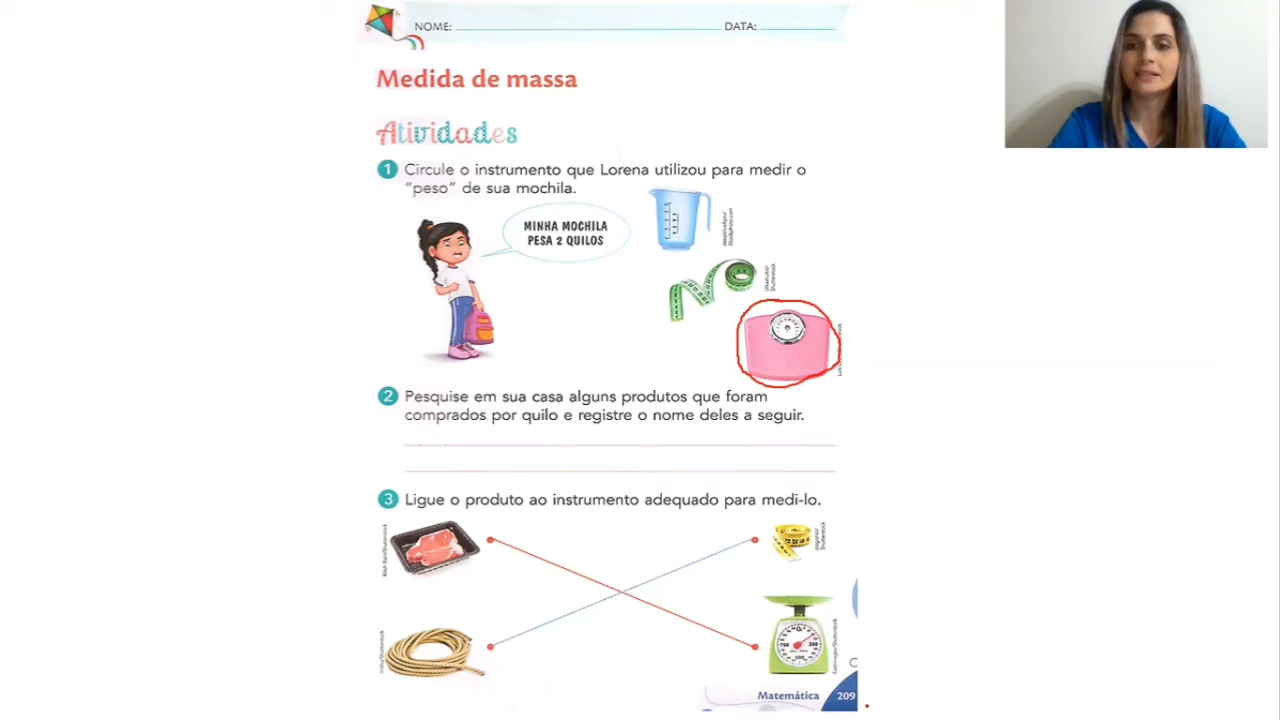 NOME:
DATA:
Medida de massa
Atividades
1 Circule o instrumento que Lorena utilizou para medir o
"peso" de sua mochila.
MINHA MOCHILA
PESA 2 QUILOS
2 Pesquise em sua casa alguns produtos que foram
comprados por quilo e registre o nome deles a seguir.
3 Ligue o produto ao instrumento adequado para medi-lo.
Matemática 209